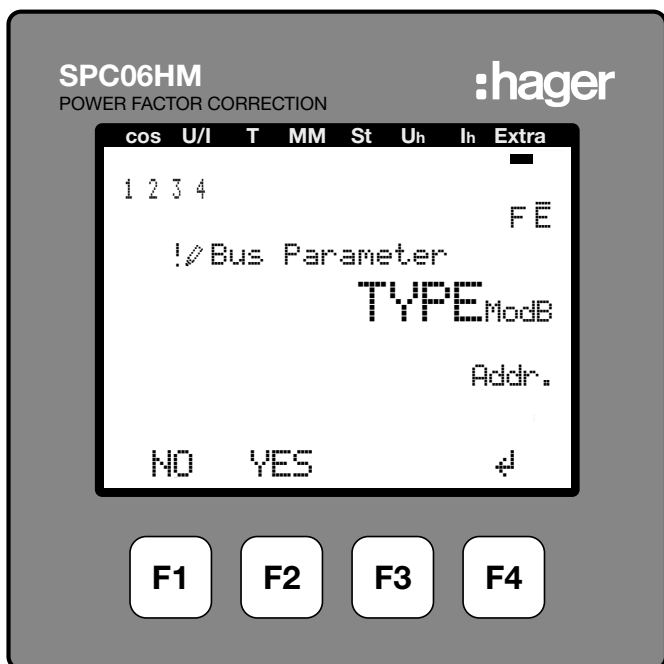 SPC06HM :hager
POWER FACTOR CORRECTION
cos U/I T MM St Uh Ih Extra
1 2 3 4
F Ē
! Bus Parameter
TYPE ModB
Addr.
NO YES
F1 F2 F3 F4